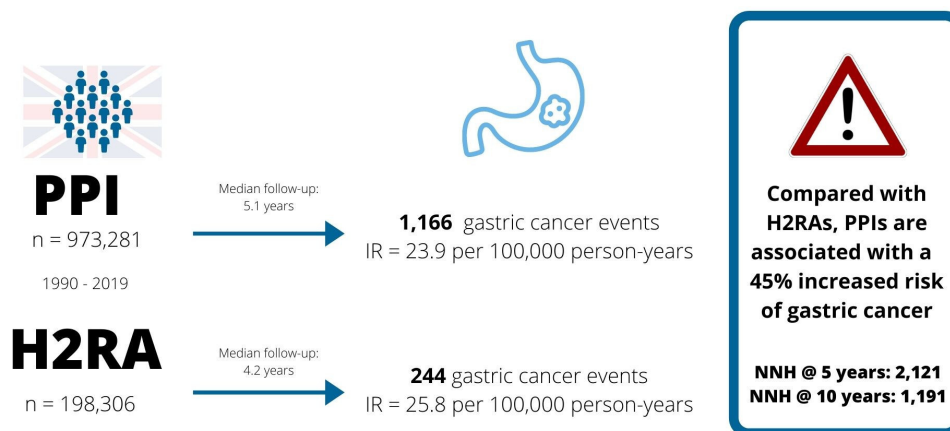 PPI
n = 973,281
1990 - 2019
Median follow-up:
5.1 years
1,166 gastric cancer events
IR = 23.9 per 100,000 person-years
H2RA
n = 198,306
Median follow-up:
4.2 years
244 gastric cancer events
IR = 25.8 per 100,000 person-years
!
Compared with
H2RAs, PPIs are
associated with a
45% increased risk
of gastric cancer
NNH @ 5 years: 2,121
NNH @ 10 years: 1,191